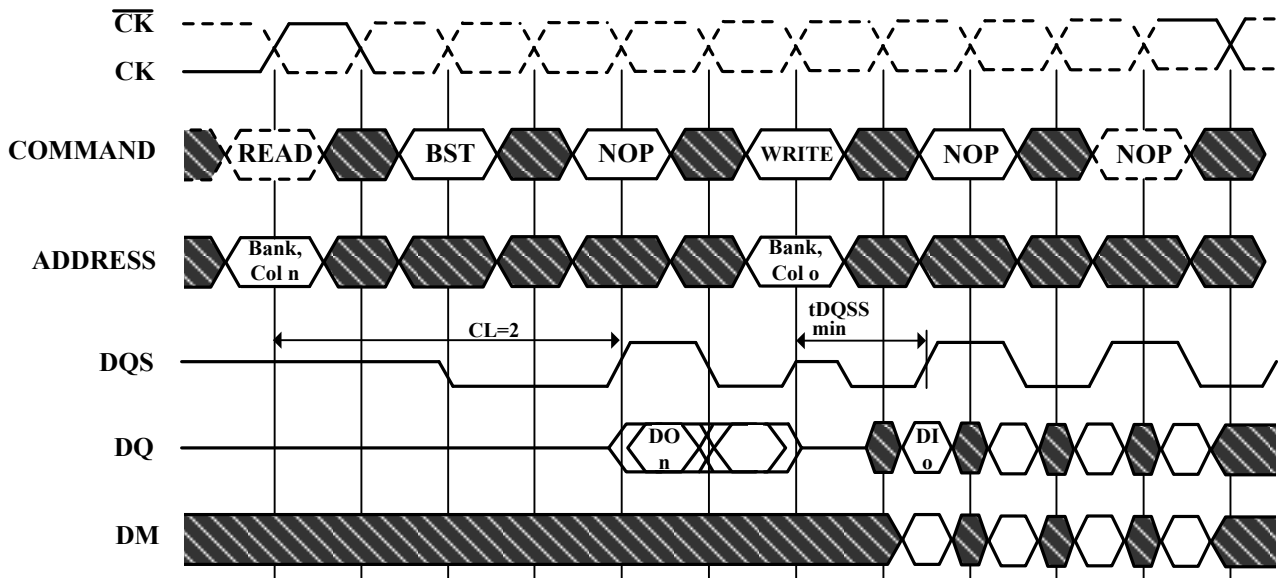 CK
CK
COMMAND
READ
BST
NOP
WRITE
NOP
NOP
ADDRESS
Bank,
Col n
Bank,
Col o
tDQSS
min
CL=2
DQS
DQ
DO
n
DI
o
DM